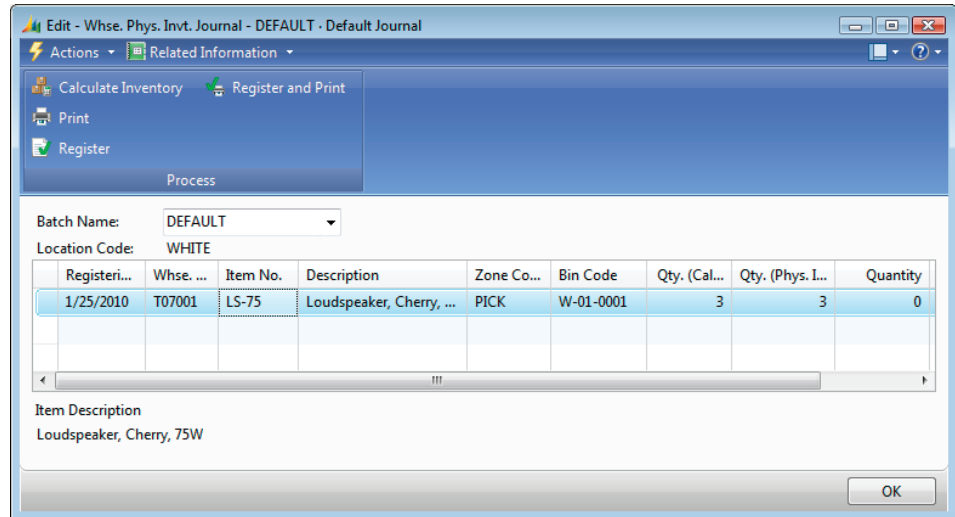 Edit - Whse. Phys. Invt. Journal - DEFAULT · Default Journal
Actions Related Information
Calculate Inventory Register and Print
Print
Register
Process
Batch Name: DEFAULT
Location Code: WHITE
Registeri... Whse. ... Item No. Description Zone Co... Bin Code Qty. (Cal... Qty. (Phys. I... Quantity
1/25/2010 T07001 LS-75 Loudspeaker, Cherry, ... PICK W-01-0001 3 3 0
Item Description
Loudspeaker, Cherry, 75W
OK